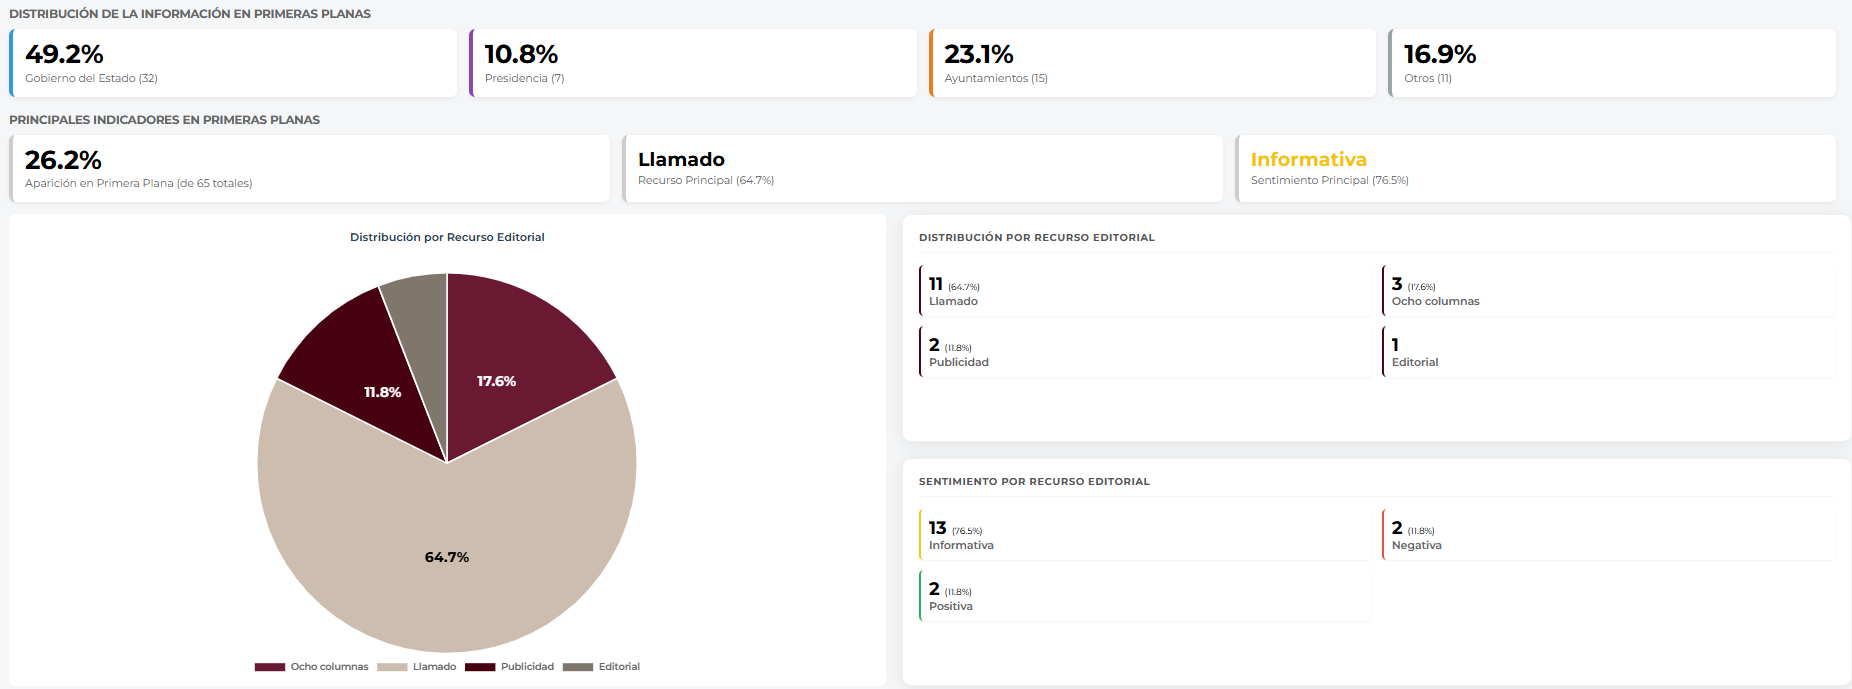 DISTRIBUCIÓN DE LA INFORMACIÓN EN PRIMERAS PLANAS
49.2%
Gobierno del Estado (32)
10.8%
Presidencia (7)
23.1%
Ayuntamientos (15)
16.9%
Otros (11)
PRINCIPALES INDICADORES EN PRIMERAS PLANAS
26.2%
Aparición en Primera Plana (de 65 totales)
Llamado
Recurso Principal (64.7%)
Informativa
Sentimiento Principal (76.5%)
Distribución por Recurso Editorial
17.6%
11.8%
64.7%
Ocho columnas Llamado Publicidad Editorial
DISTRIBUCIÓN POR RECURSO EDITORIAL
11 (64.7%)
Llamado
3 (17.6%)
Ocho columnas
2 (11.8%)
Publicidad
1
Editorial
SENTIMIENTO POR RECURSO EDITORIAL
13 (76.5%)
Informativa
2 (11.8%)
Negativa
2 (11.8%)
Positiva